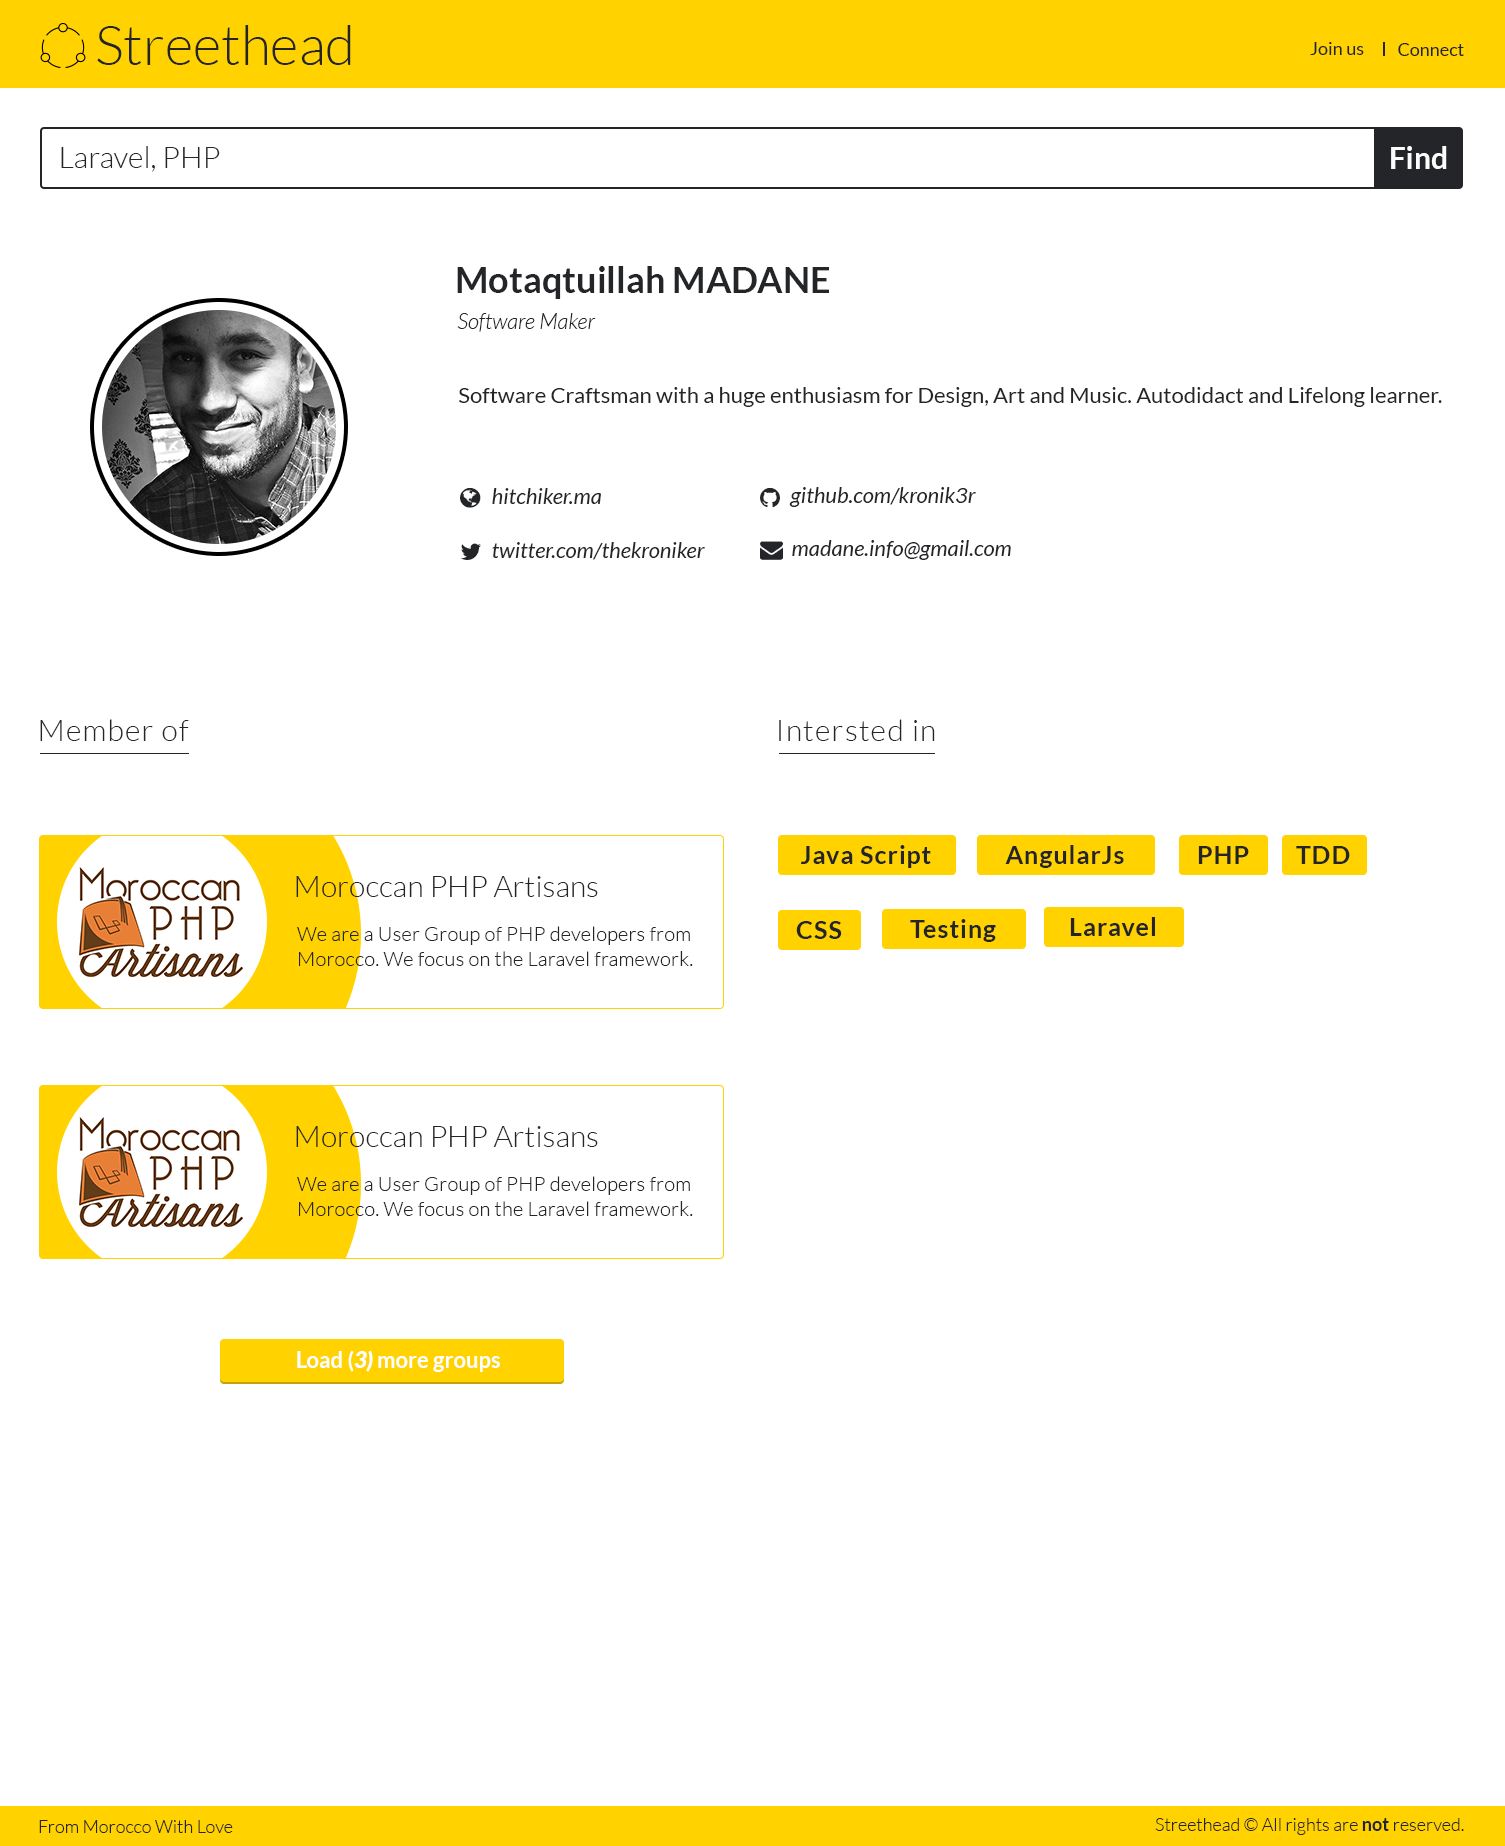 Streethead
Join us | Connect
Laravel, PHP
Find
Motaqtuillah MADANE
Software Maker
Software Craftsman with a huge enthusiasm for Design, Art and Music. Autodidact and Lifelong learner.
hitchiker.ma
github.com/kronik3r
twitter.com/thekroniker
madane.info@gmail.com
Member of
Intersted in
Moroccan
PHP
Artisans
Moroccan PHP Artisans
We are a User Group of PHP developers from
Morocco. We focus on the Laravel framework.
Java Script
AngularJs
PHP
TDD
CSS
Testing
Laravel
Moroccan
PHP
Artisans
Moroccan PHP Artisans
We are a User Group of PHP developers from
Morocco. We focus on the Laravel framework.
Load (3) more groups
From Morocco With Love
Streethead © All rights are not reserved.